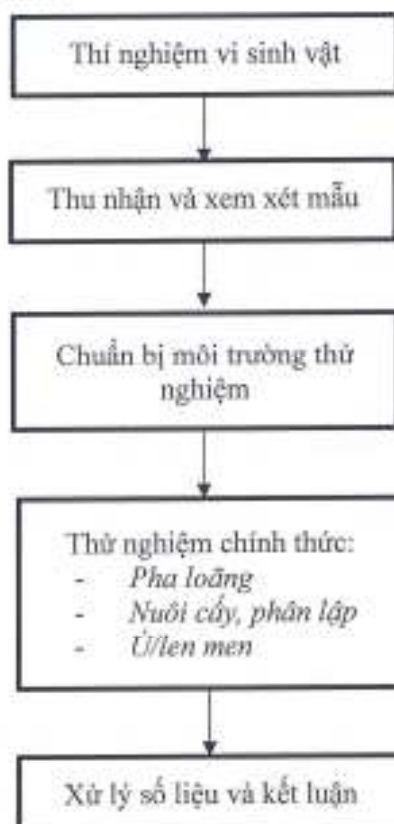 Thí nghiệm vi sinh vật
Thu nhận và xem xét mẫu
Chuẩn bị môi trường thử
nghiệm
Thử nghiệm chính thức:
- Pha loãng
- Nuôi cấy, phân lập
- Ủ/len men
Xử lý số liệu và kết luận